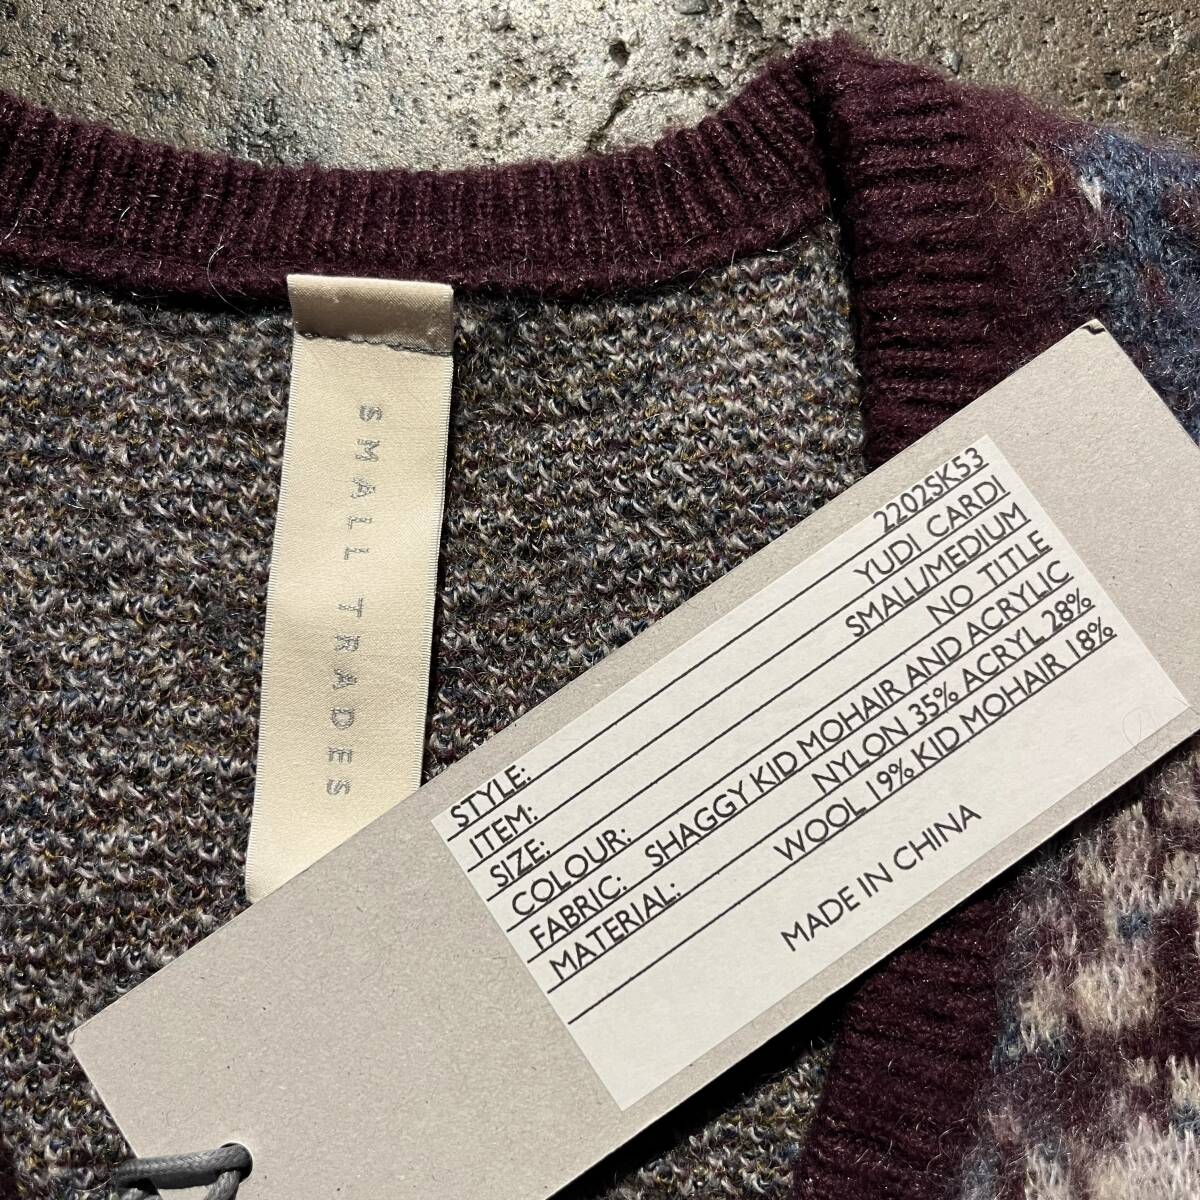 SMALL TRADES
STYLE: 2202SK53
ITEM: YUDI CARDI
SIZE: SMALL/MEDIUM
COLOUR: NO TITLE
FABRIC: SHAGGY KID MOHAIR AND ACRYLIC
MATERIAL: NYLON 35% ACRYL 28%
WOOL 19% KID MOHAIR 18%
MADE IN CHINA